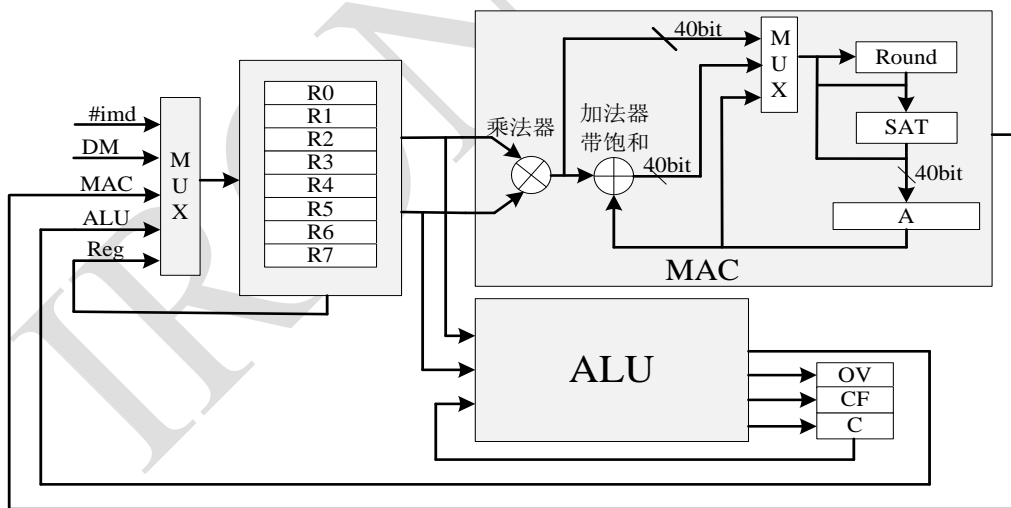 40bit
M
U
X
Round
SAT
40bit
A
乘法器
加法器
带饱和
40bit
MAC
R0
R1
R2
R3
R4
R5
R6
R7
#imd
DM
MAC
ALU
Reg
M
U
X
ALU
OV
CF
C